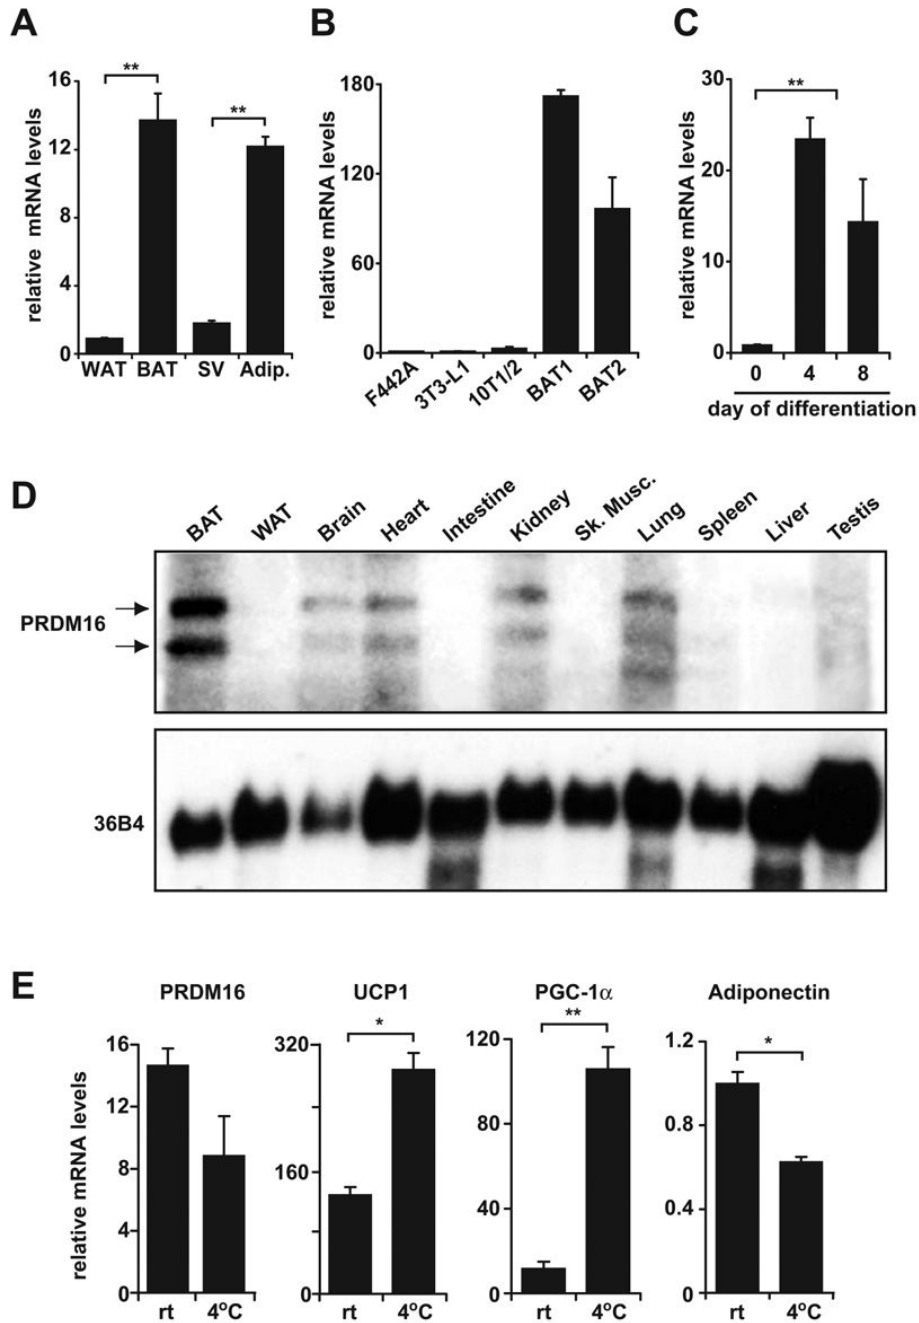 A
B
C
relative mRNA levels
16
12
8
4
0
**
**
WAT BAT SV Adip.
relative mRNA levels
180
120
60
0
F442A 3T3-L1 10T1/2 BAT1 BAT2
relative mRNA levels
30
20
10
0
**
0 4 8
day of differentiation
D
BAT WAT Brain Heart Intestine Kidney Sk. Musc. Lung Spleen Liver Testis
PRDM16
36B4
E
PRDM16
UCP1
PGC-1α
Adiponectin
relative mRNA levels
16
12
8
4
0
rt 4ºC
320
160
0
*
rt 4ºC
120
80
40
0
**
rt 4ºC
1.2
0.8
0.4
0
*
rt 4ºC